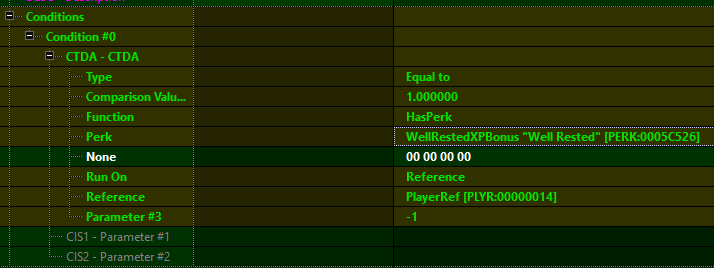 Conditions
Condition #0
CTDA - CTDA
Type Equal to
Comparison Valu... 1.000000
Function HasPerk
Perk WellRestedXPBonus "Well Rested" [PERK:0005C526]
None 00 00 00 00
Run On Reference
Reference PlayerRef [PLYR:00000014]
Parameter #3 -1
CIS1 - Parameter #1
CIS2 - Parameter #2